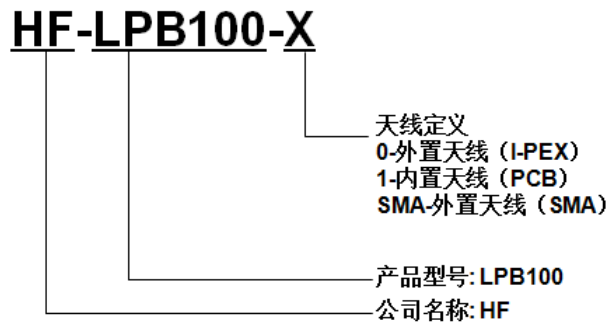 HF-LPB100-X
天线定义
0-外置天线（I-PEX）
1-内置天线（PCB）
SMA-外置天线（SMA）
产品型号: LPB100
公司名称: HF